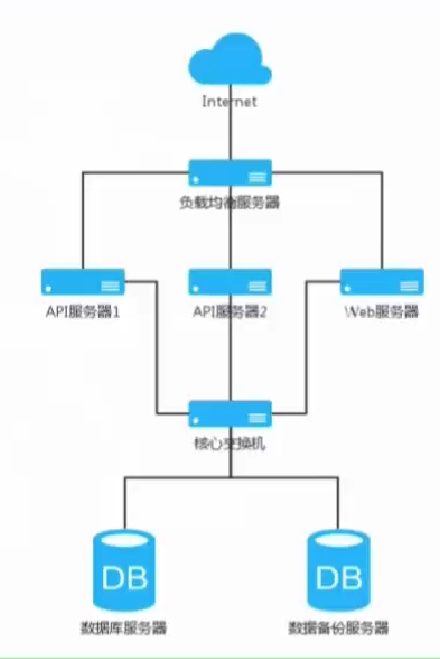 Internet
负载均衡服务器
API服务器1
API服务器2
Web服务器
核心交换机
DB
DB
数据库服务器
数据备份服务器